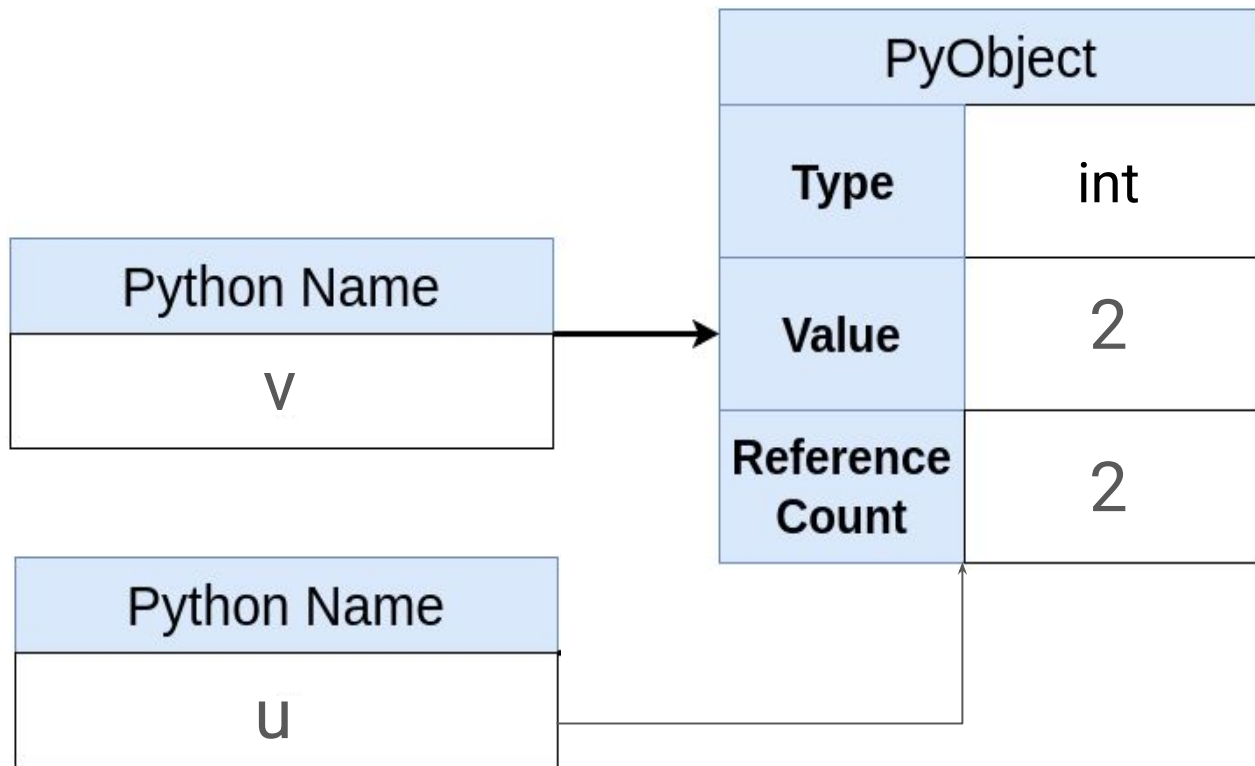 PyObject
Type
int
Python Name
Value
2
v
Reference
Count
2
Python Name
u